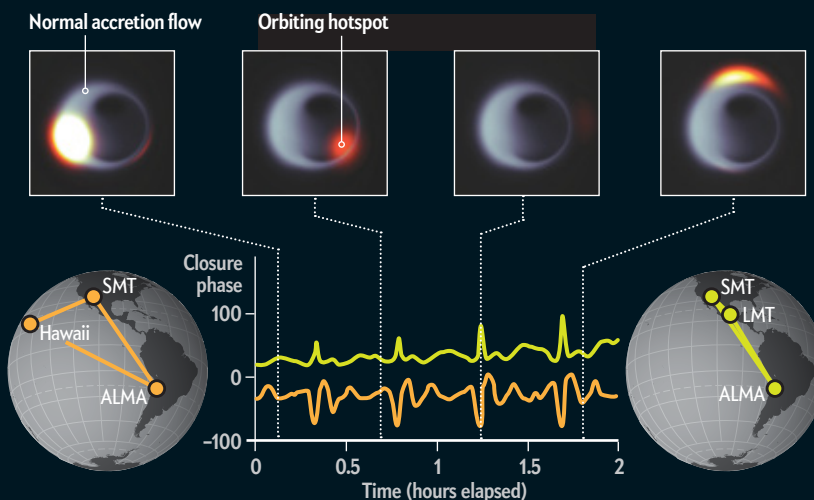 Normal accretion flow
Orbiting hotspot
SMT
Hawaii
ALMA
Closure
phase
100
0
–100
0
0.5
1
1.5
2
Time (hours elapsed)
SMT
LMT
ALMA